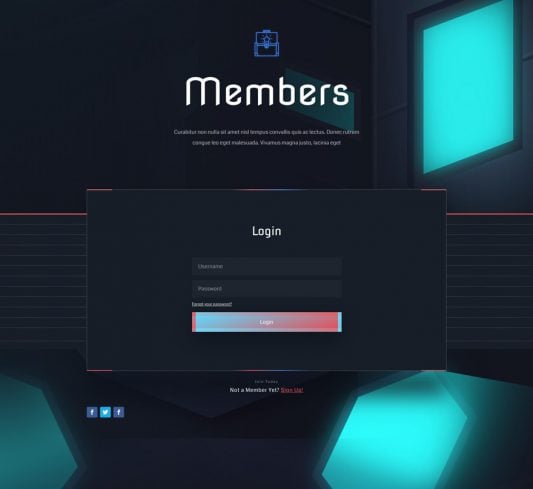 Members
Curabitur non nulla sit amet nisl tempus convallis quis ac lectus. Donec rutrum
congue leo eget malesuada. Vivamus magna justo, lacinia eget
Login
Username
Password
Forgot your password?
Login
Join Today
Not a Member Yet? Sign Up!